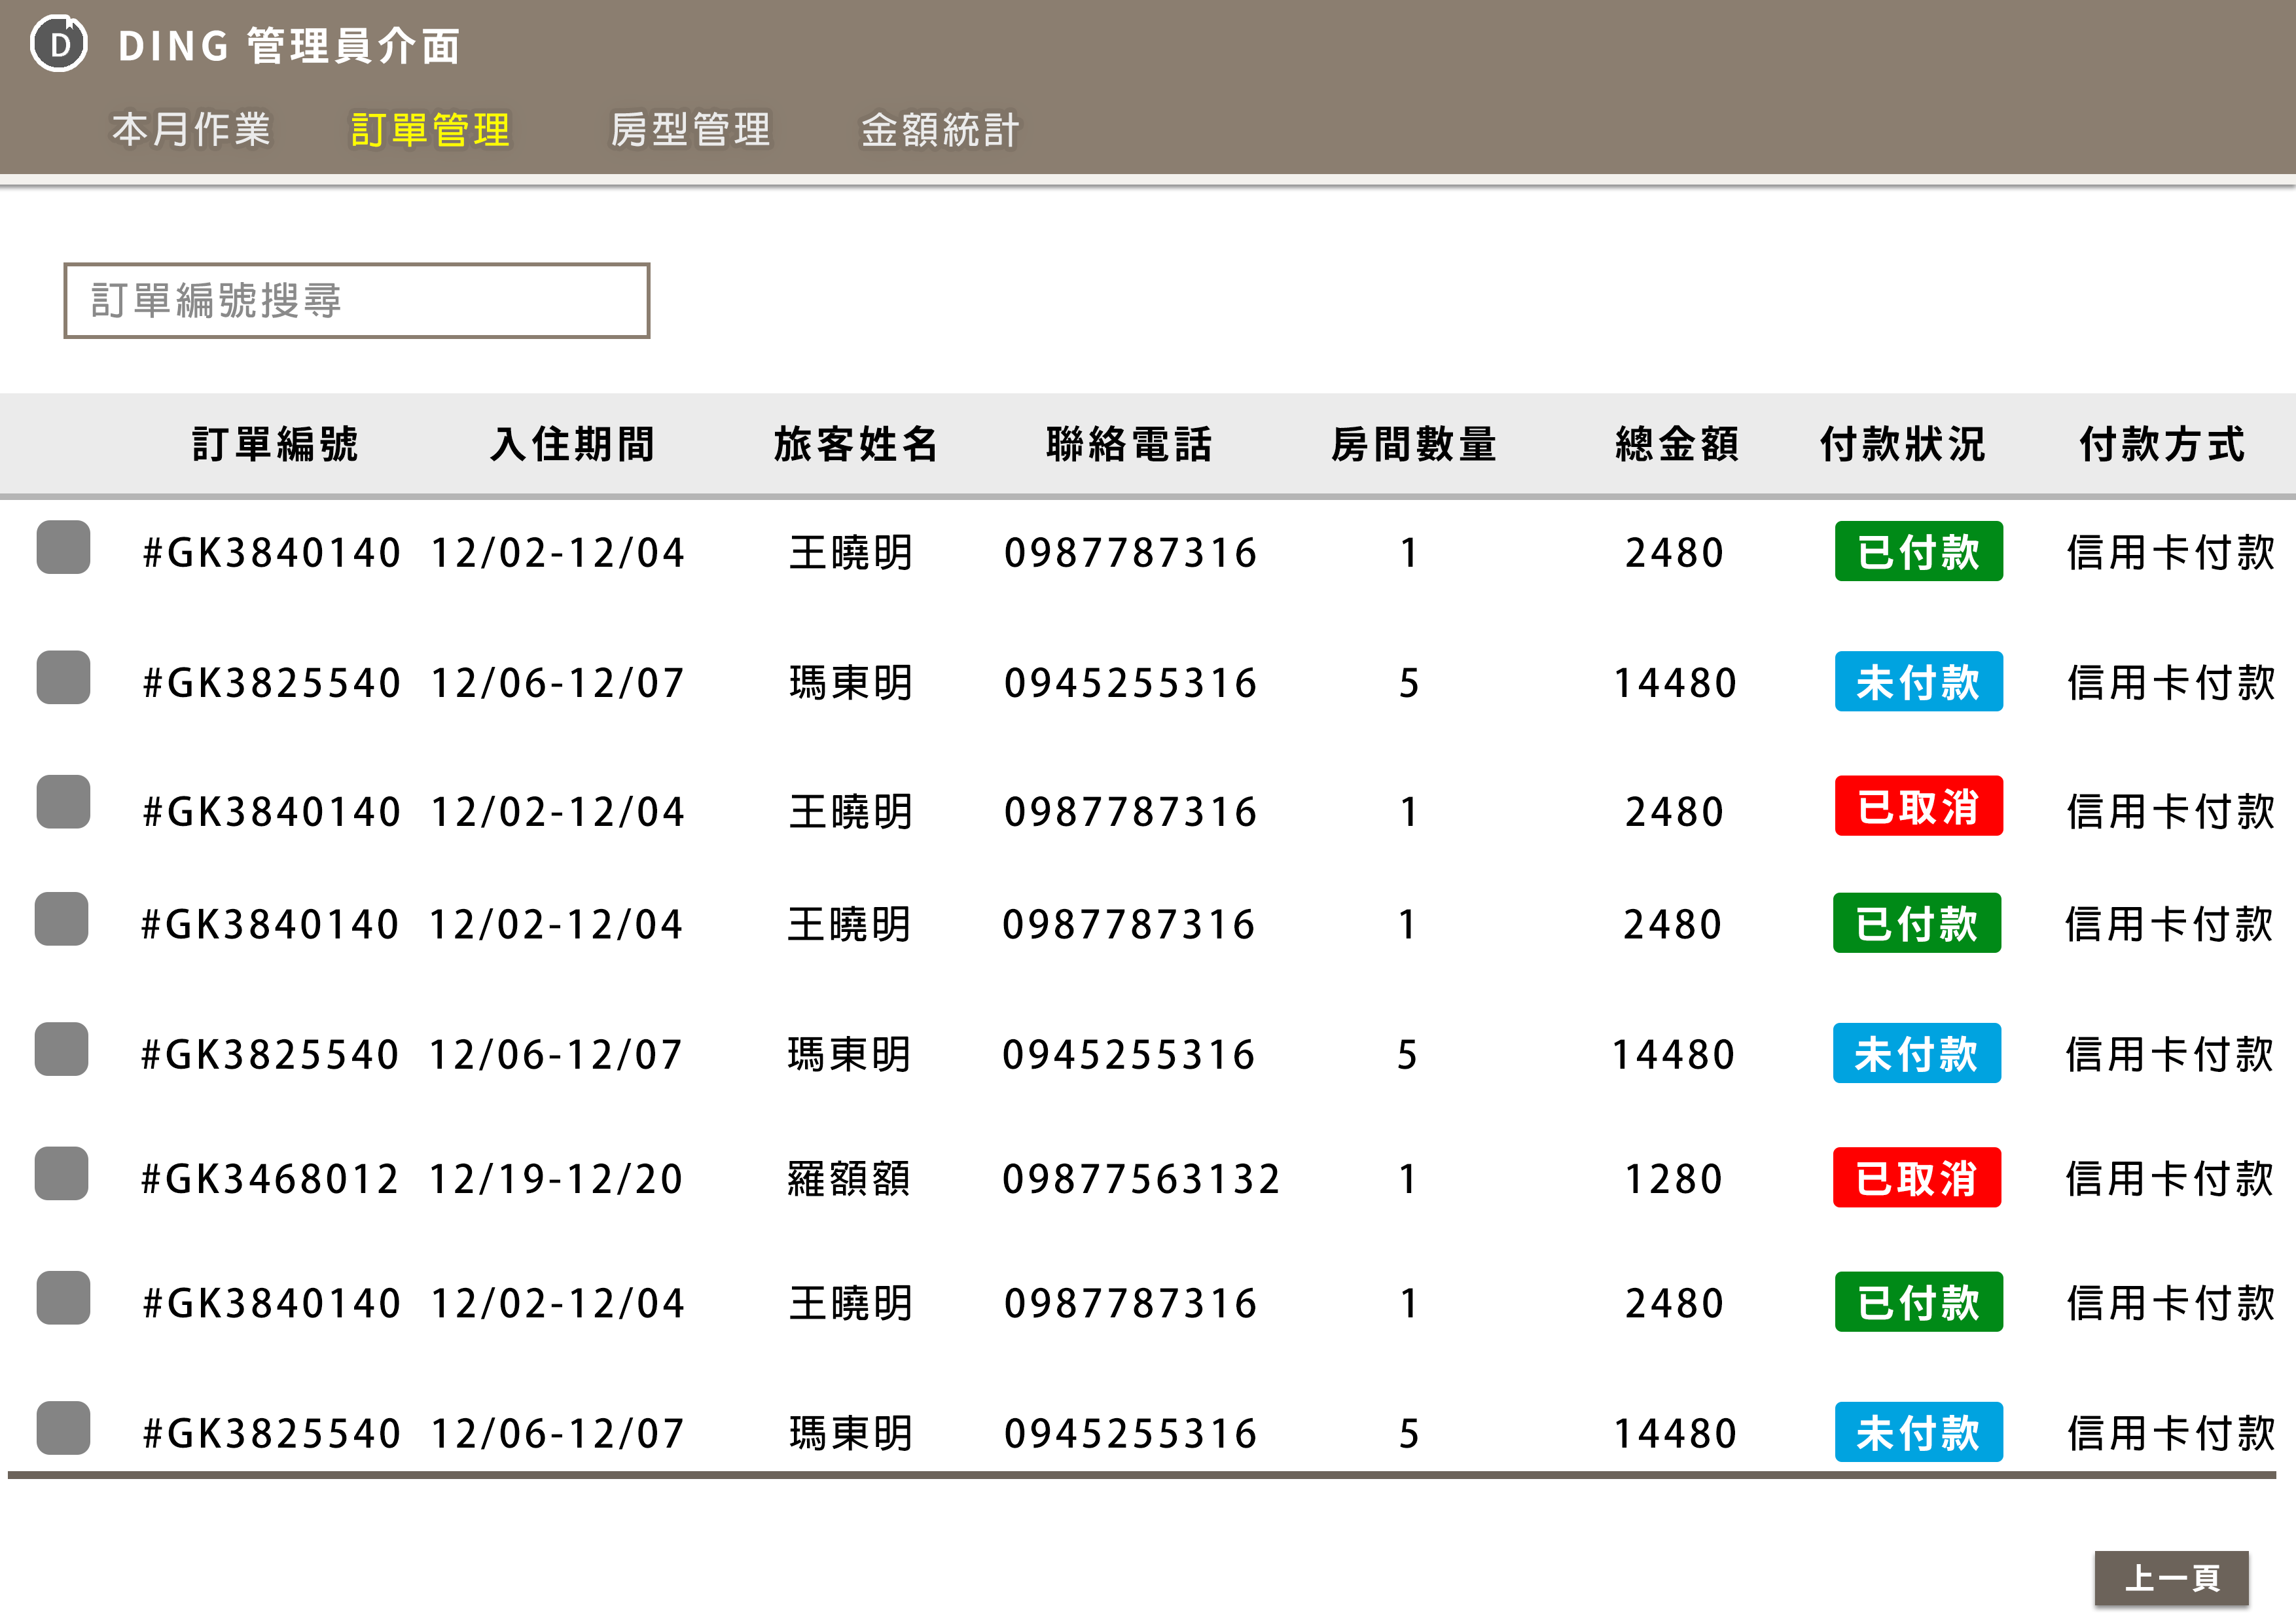 D DING 管理員介面
本月作業 訂單管理 房型管理 金額統計
訂單編號搜尋
訂單編號 入住期間 旅客姓名 聯絡電話 房間數量 總金額 付款狀況 付款方式
#GK3840140 12/02-12/04 王曉明 0987787316 1 2480 已付款 信用卡付款
#GK3825540 12/06-12/07 瑪東明 0945255316 5 14480 未付款 信用卡付款
#GK3840140 12/02-12/04 王曉明 0987787316 1 2480 已取消 信用卡付款
#GK3840140 12/02-12/04 王曉明 0987787316 1 2480 已付款 信用卡付款
#GK3825540 12/06-12/07 瑪東明 0945255316 5 14480 未付款 信用卡付款
#GK3468012 12/19-12/20 羅額額 09877563132 1 1280 已取消 信用卡付款
#GK3840140 12/02-12/04 王曉明 0987787316 1 2480 已付款 信用卡付款
#GK3825540 12/06-12/07 瑪東明 0945255316 5 14480 未付款 信用卡付款
上一頁